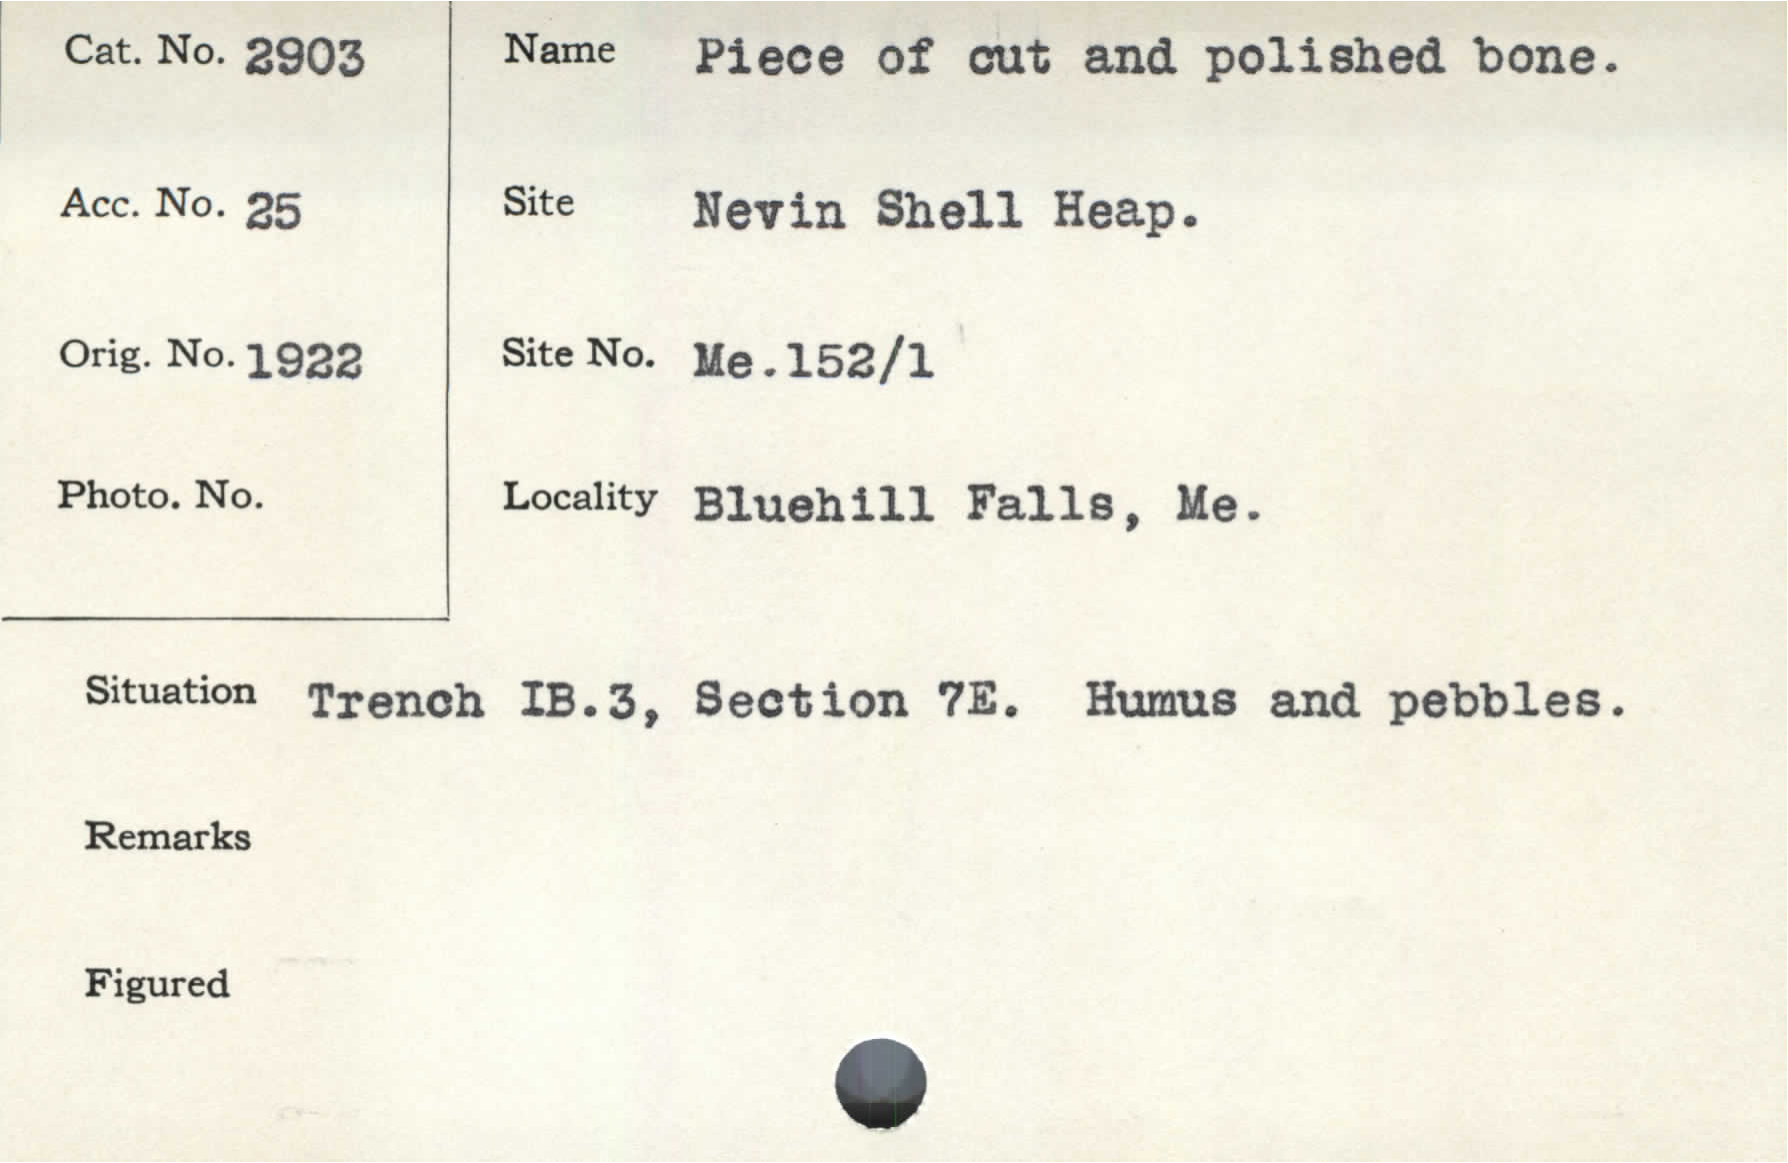 Cat. No. 2903
Name Piece of cut and polished bone.
Acc. No. 25
Site Nevin Shell Heap.
Orig. No. 1922
Site No. Me.152/1
Photo. No.
Locality Bluehill Falls, Me.
Situation Trench IB.3, Section 7E. Humus and pebbles.
Remarks
Figured